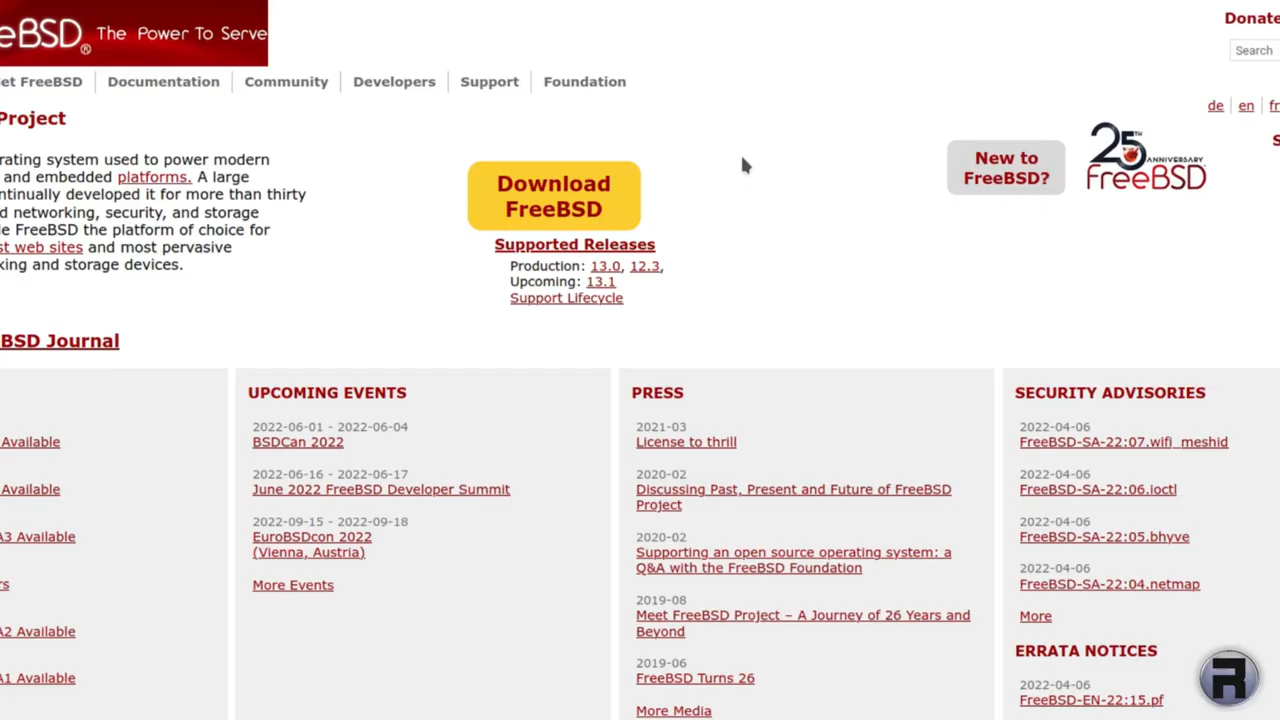 eBSD® The Power To Serve
Donate
Search
et FreeBSD
Documentation
Community
Developers
Support
Foundation
de
en
fr
Project
rating system used to power modern
and embedded platforms. A large
ntinually developed it for more than thirty
d networking, security, and storage
le FreeBSD the platform of choice for
st web sites and most pervasive
king and storage devices.
Download
FreeBSD
Supported Releases
Production: 13.0, 12.3,
Upcoming: 13.1
Support Lifecycle
New to
FreeBSD?
25TH
ANNIVERSARY
FreeBSD
S
BSD Journal
Available
Available
A3 Available
rs
A2 Available
A1 Available
UPCOMING EVENTS
2022-06-01 - 2022-06-04
BSDCan 2022
2022-06-16 - 2022-06-17
June 2022 FreeBSD Developer Summit
2022-09-15 - 2022-09-18
EuroBSDcon 2022
(Vienna, Austria)
More Events
PRESS
2021-03
License to thrill
2020-02
Discussing Past, Present and Future of FreeBSD
Project
2020-02
Supporting an open source operating system: a
Q&A with the FreeBSD Foundation
2019-08
Meet FreeBSD Project – A Journey of 26 Years and
Beyond
2019-06
FreeBSD Turns 26
More Media
SECURITY ADVISORIES
2022-04-06
FreeBSD-SA-22:07.wifi_meshid
2022-04-06
FreeBSD-SA-22:06.ioctl
2022-04-06
FreeBSD-SA-22:05.bhyve
2022-04-06
FreeBSD-SA-22:04.netmap
More
ERRATA NOTICES
2022-04-06
FreeBSD-EN-22:15.pf
R